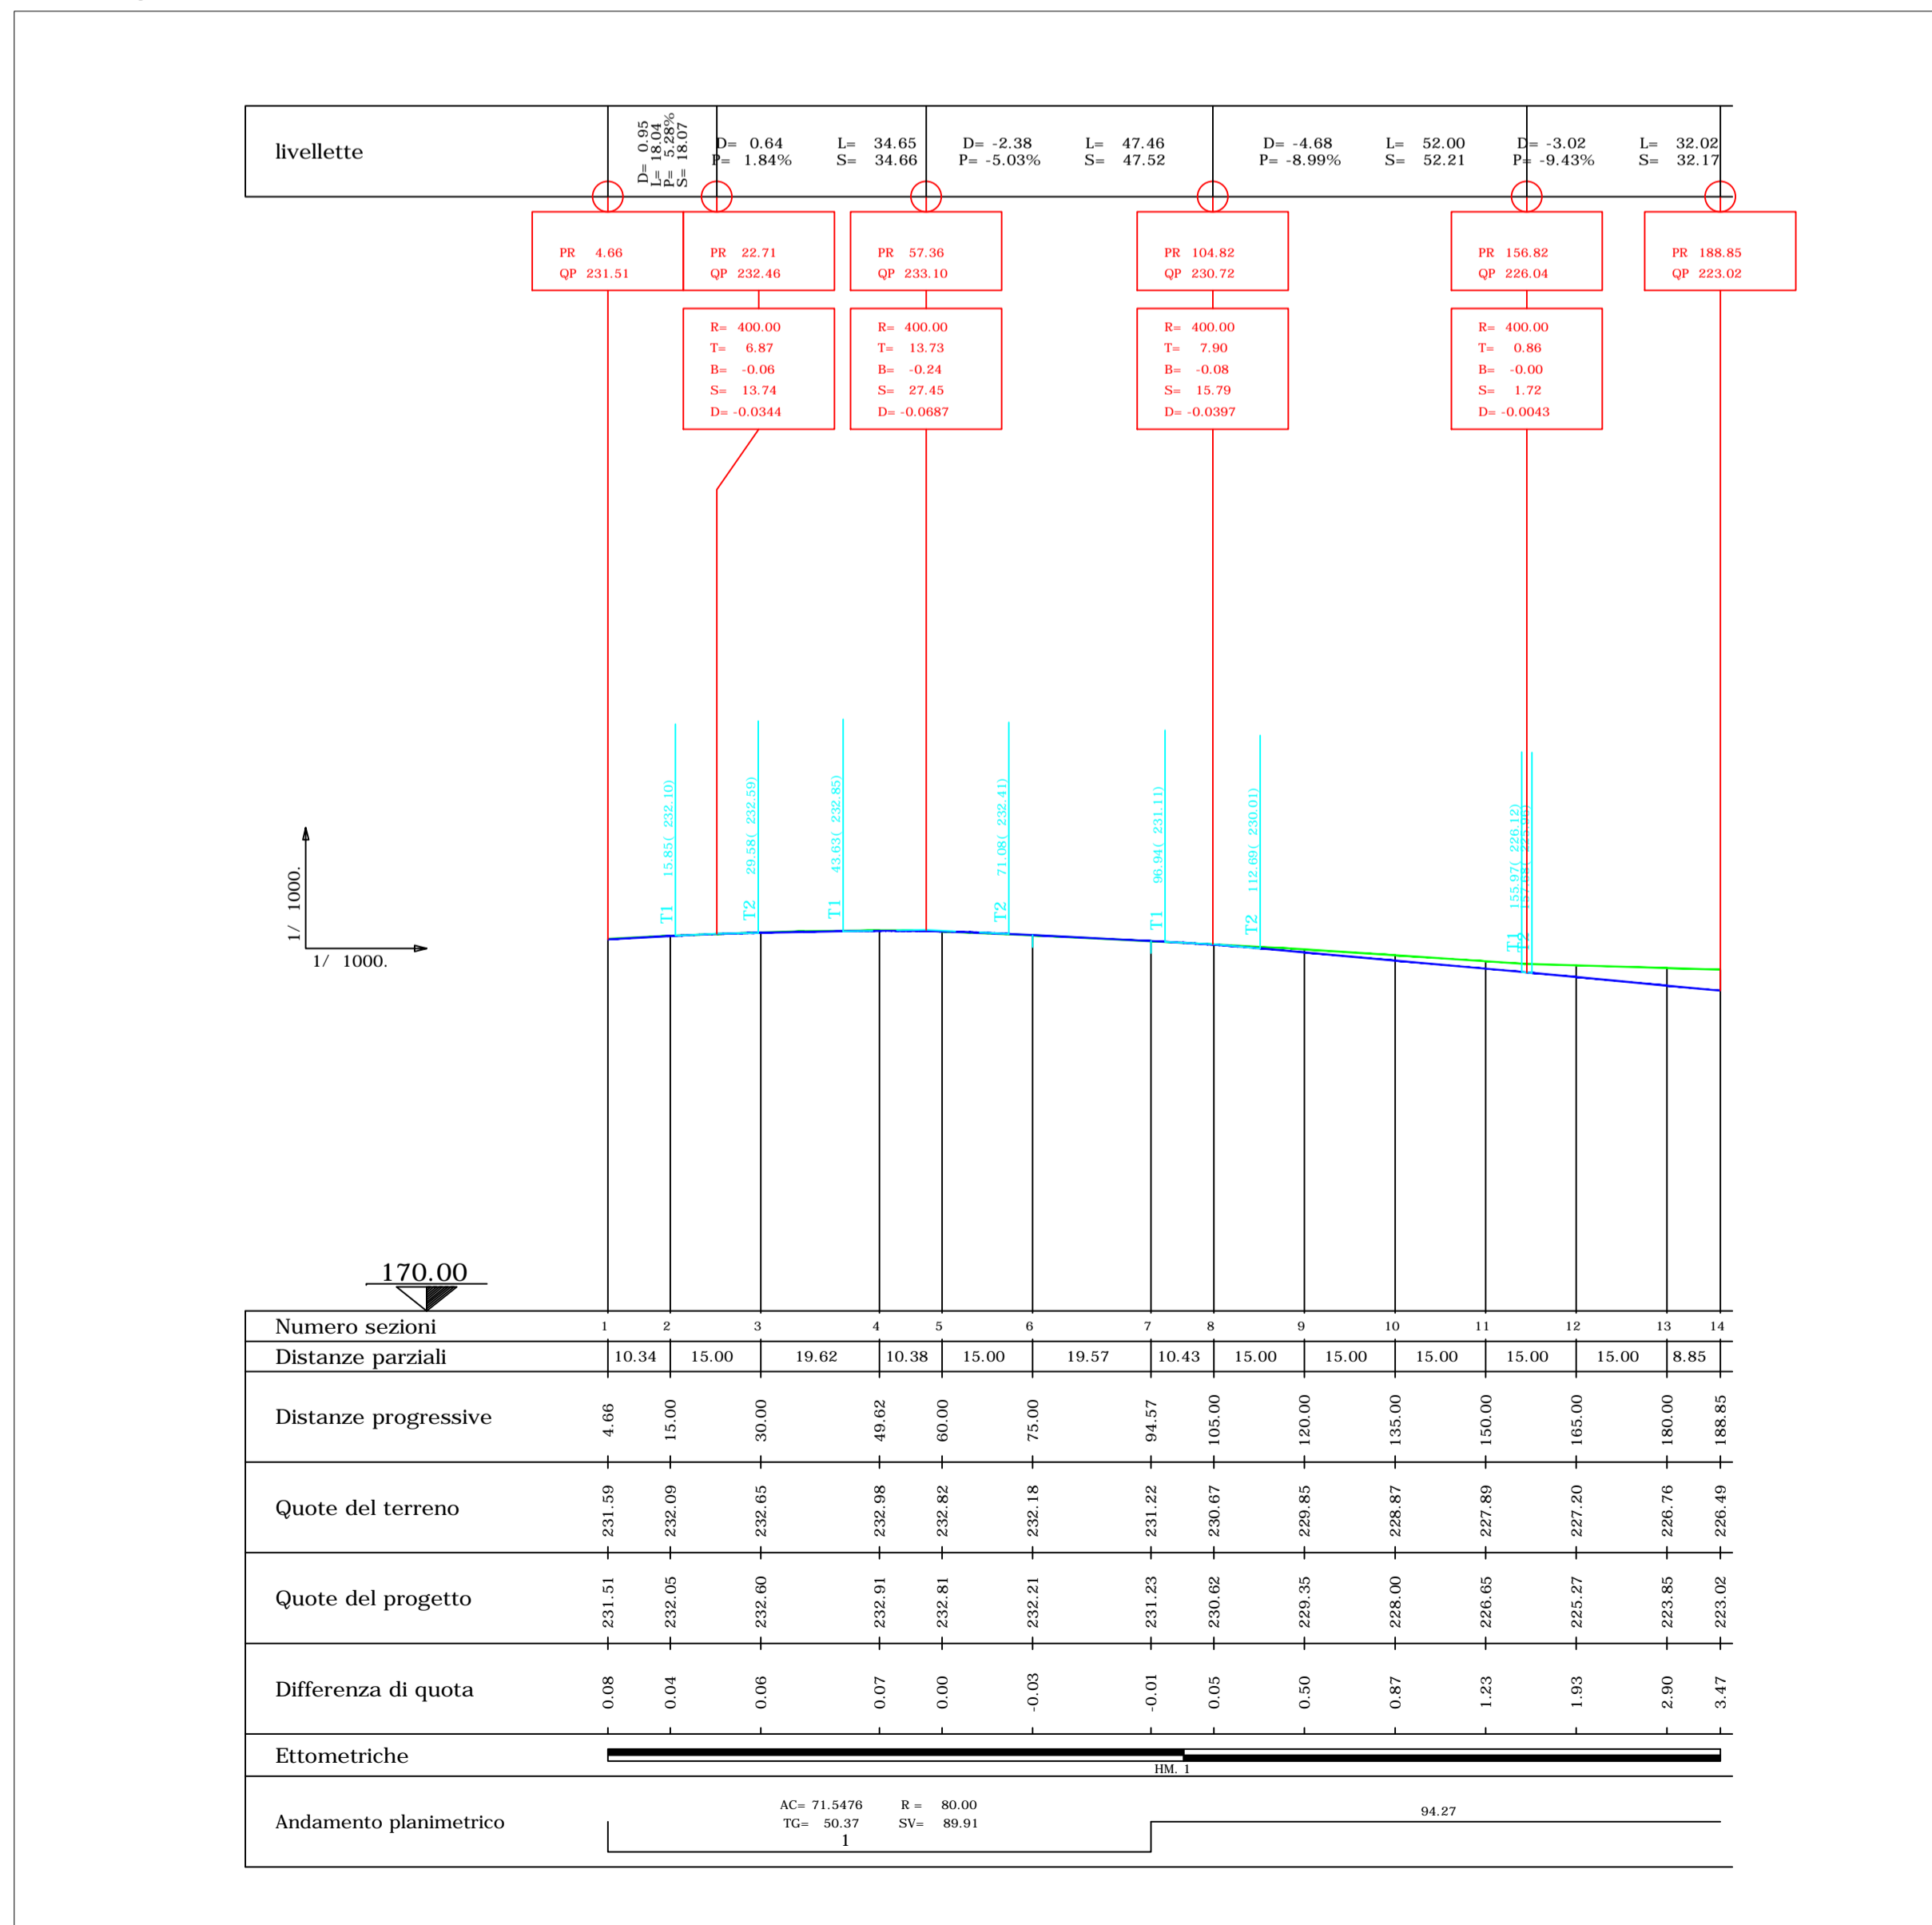 livellette
D= 0.95
L= 18.04
P= 5.28%
S= 18.07
D= 0.64 L= 34.65
P= 1.84% S= 34.66
D= -2.38 L= 47.46
P= -5.03% S= 47.52
D= -4.68 L= 52.00
P= -8.99% S= 52.21
D= -3.02 L= 32.02
P= -9.43% S= 32.17
PR 4.66
QP 231.51
PR 22.71
QP 232.46
PR 57.36
QP 233.10
PR 104.82
QP 230.72
PR 156.82
QP 226.04
PR 188.85
QP 223.02
R= 400.00
T= 6.87
B= -0.06
S= 13.74
D= -0.0344
R= 400.00
T= 13.73
B= -0.24
S= 27.45
D= -0.0687
R= 400.00
T= 7.90
B= -0.08
S= 15.79
D= -0.0397
R= 400.00
T= 0.86
B= -0.00
S= 1.72
D= -0.0043
T1 15.85( 232.10)
T2 29.58( 232.59)
T1 43.63( 232.85)
T2 71.08( 232.41)
T1 96.94( 231.11)
T2 112.69( 230.01)
T1 155.97( 226.12)
T2
1/ 1000.
1/ 1000.
170.00
Numero sezioni 1 2 3 4 5 6 7 8 9 10 11 12 13 14
Distanze parziali 10.34 15.00 19.62 10.38 15.00 19.57 10.43 15.00 15.00 15.00 15.00 15.00 8.85
Distanze progressive 4.66 15.00 30.00 49.62 60.00 75.00 94.57 105.00 120.00 135.00 150.00 165.00 180.00 188.85
Quote del terreno 231.59 232.09 232.65 232.98 232.82 232.18 231.22 230.67 229.85 228.87 227.89 227.20 226.76 226.49
Quote del progetto 231.51 232.05 232.60 232.91 232.81 232.21 231.23 230.62 229.35 228.00 226.65 225.27 223.85 223.02
Differenza di quota 0.08 0.04 0.06 0.07 0.00 -0.03 -0.01 0.05 0.50 0.87 1.23 1.93 2.90 3.47
Ettometriche
HM. 1
Andamento planimetrico
AC= 71.5476 R = 80.00
TG= 50.37 SV= 89.91
1
94.27